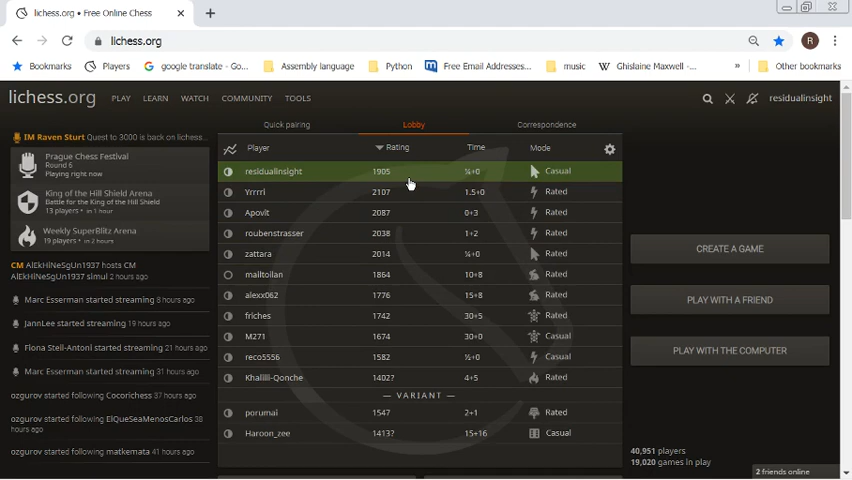 lichess.org • Free Online Chess
lichess.org
R
Bookmarks Players google translate - Go... Assembly language Python Free Email Addresses... music Ghislaine Maxwell -... » Other bookmarks
lichess.org PLAY LEARN WATCH COMMUNITY TOOLS residualinsight
IM Raven Sturt Quest to 3000 is back on lichess...
Prague Chess Festival
Round 6
Playing right now
King of the Hill Shield Arena
Battle for the King of the Hill Shield
13 players • in 1 hour
Weekly SuperBlitz Arena
19 players • in 2 hours
CM AlEkHiNeSgUn1937 hosts CM
AlEkHiNeSgUn1937 simul 2 hours ago
Marc Esserman started streaming 8 hours ago
JannLee started streaming 19 hours ago
Fiona Steil-Antoni started streaming 21 hours ago
Marc Esserman started streaming 31 hours ago
ozgurov started following Cocorichess 37 hours ago
ozgurov started following ElQueSeaMenosCarlos 38
hours ago
ozgurov started following matkemata 41 hours ago
Quick pairing Lobby Correspondence
Player Rating Time Mode
residualinsight 1905 ¼+0 Casual
Yrrrri 2107 1.5+0 Rated
Apovit 2087 0+3 Rated
roubenstrasser 2038 1+2 Rated
zattara 2014 ¼+0 Rated
mailtoilan 1864 10+8 Rated
alexx062 1776 15+8 Rated
friches 1742 30+5 Rated
M271 1674 30+0 Casual
reco5556 1582 ½+0 Casual
Khalilli-Qonche 1402? 4+5 Rated
— VARIANT —
porumai 1547 2+1 Rated
Haroon_zee 1413? 15+16 Casual
CREATE A GAME
PLAY WITH A FRIEND
PLAY WITH THE COMPUTER
40,951 players
19,020 games in play
2 friends online